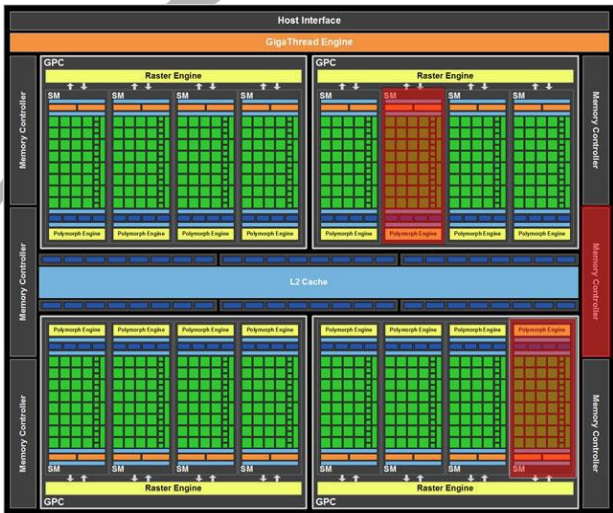 Host Interface
GigaThread Engine
GPC
GPC
Raster Engine
Raster Engine
SM SM SM SM
SM SM SM SM
Memory Controller
Memory Controller
Polymorph Engine Polymorph Engine Polymorph Engine Polymorph Engine
Polymorph Engine Polymorph Engine Polymorph Engine Polymorph Engine
Memory Controller
L2 Cache
Memory Controller
Polymorph Engine Polymorph Engine Polymorph Engine Polymorph Engine
Polymorph Engine Polymorph Engine Polymorph Engine Polymorph Engine
Memory Controller
Memory Controller
SM SM SM SM
SM SM SM SM
Raster Engine
Raster Engine
GPC
GPC